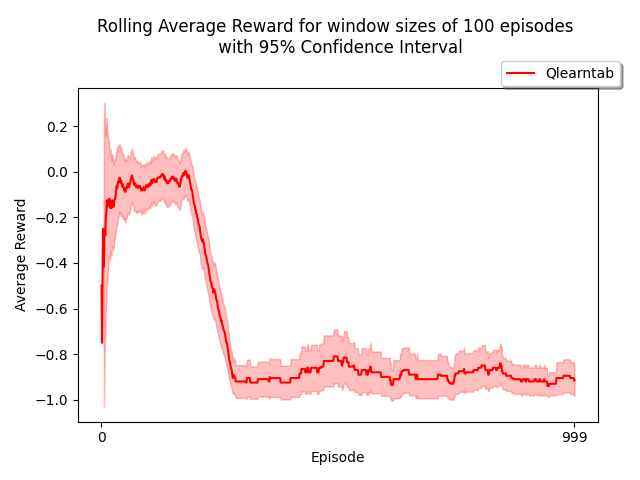 Rolling Average Reward for window sizes of 100 episodes
with 95% Confidence Interval
Qlearntab
0.2
0.0
−0.2
−0.4
−0.6
−0.8
−1.0
Average Reward
0
999
Episode